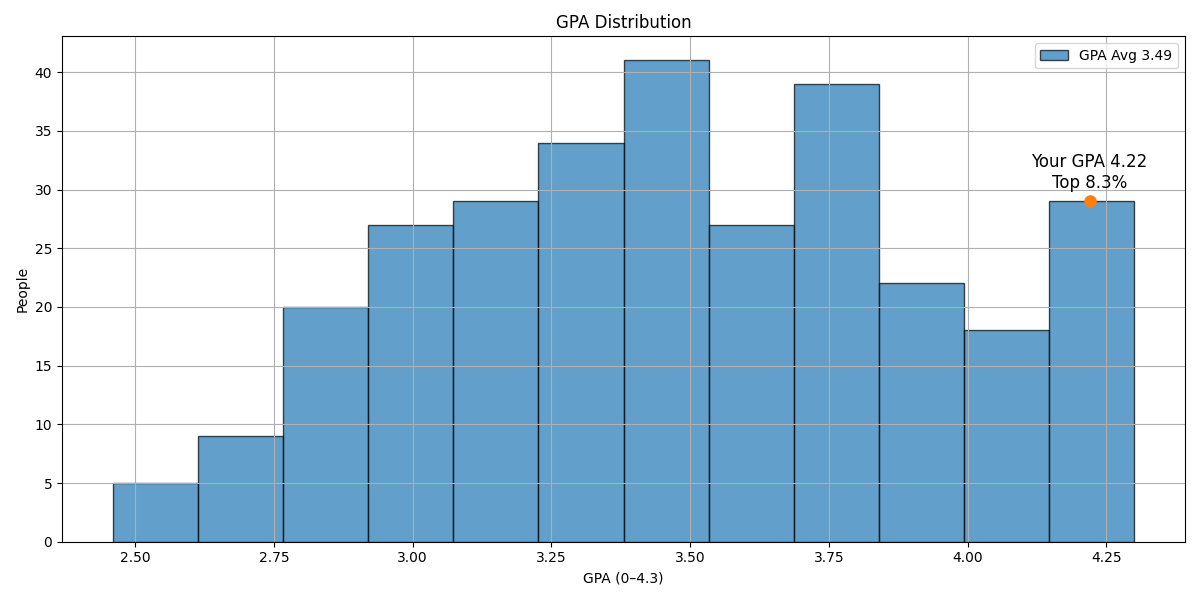 GPA Distribution
GPA Avg 3.49
Your GPA 4.22
Top 8.3%
People
40
35
30
25
20
15
10
5
0
2.50 2.75 3.00 3.25 3.50 3.75 4.00 4.25
GPA (0–4.3)